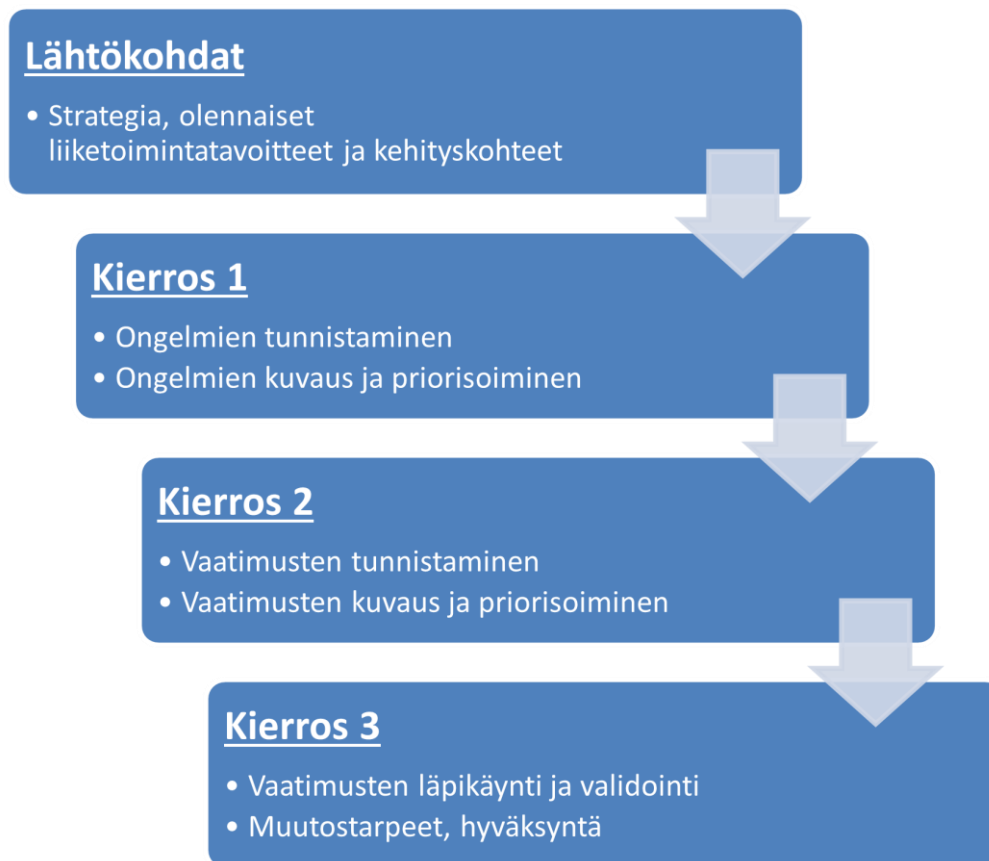 Lähtökohdat
• Strategia, olennaiset
liiketoimintatavoitteet ja kehityskohteet
Kierros 1
• Ongelmien tunnistaminen
• Ongelmien kuvaus ja priorisoiminen
Kierros 2
• Vaatimusten tunnistaminen
• Vaatimusten kuvaus ja priorisoiminen
Kierros 3
• Vaatimusten läpikäynti ja validointi
• Muutostarpeet, hyväksyntä